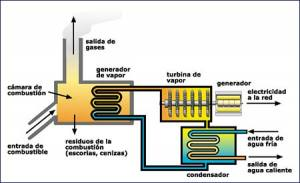 salida de
gases
generador
de vapor
turbina de
vapor
generador
cámara de
combustión
electricidad
a la red
entrada de
combustible
residuos de la
combustión
(escorias, cenizas)
condensador
entrada de
agua fría
salida de
agua caliente